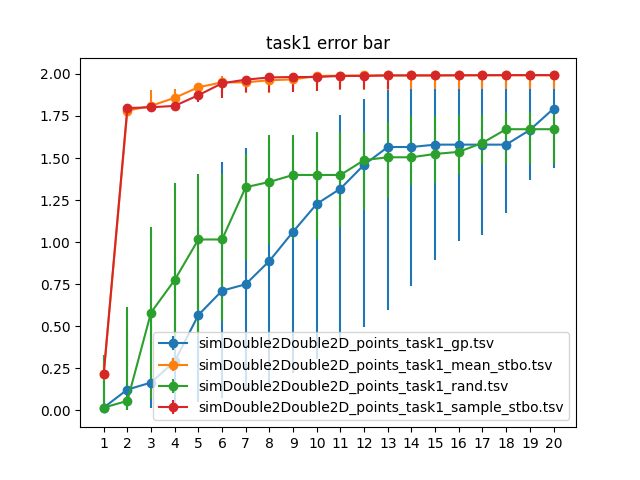 task1 error bar
2.00
1.75
1.50
1.25
1.00
0.75
0.50
0.25
0.00
simDouble2Double2D_points_task1_gp.tsv
simDouble2Double2D_points_task1_mean_stbo.tsv
simDouble2Double2D_points_task1_rand.tsv
simDouble2Double2D_points_task1_sample_stbo.tsv
1 2 3 4 5 6 7 8 9 10 11 12 13 14 15 16 17 18 19 20